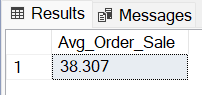 Results Messages
Avg_Order_Sale
1 38.307